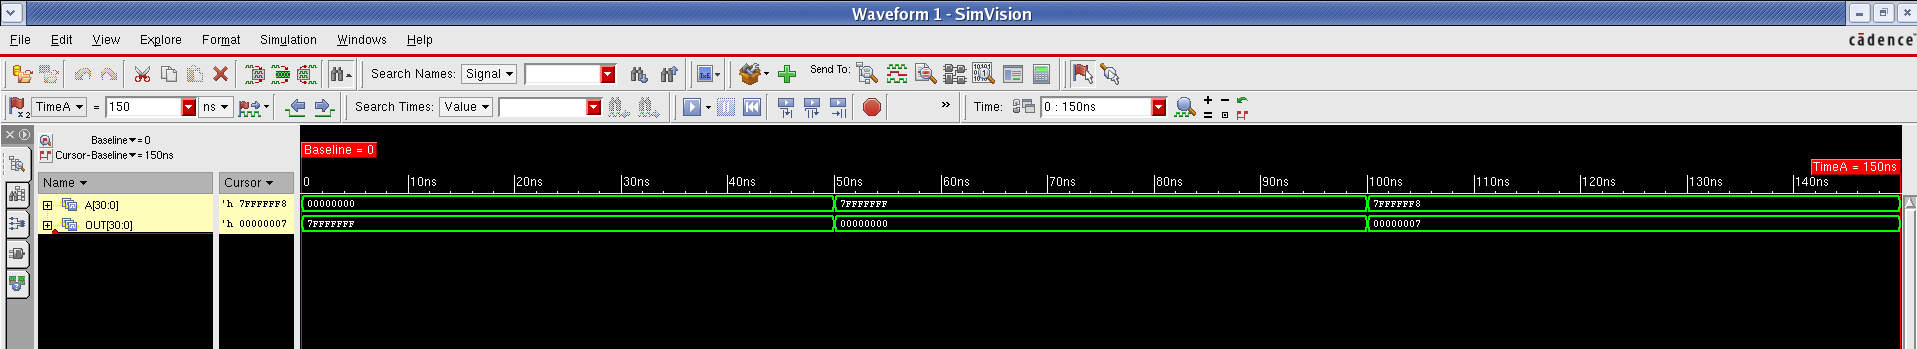 Waveform 1 - SimVision
File Edit View Explore Format Simulation Windows Help
cādence
Search Names: Signal Send To:
TimeA = 150 ns Search Times: Value » Time: 0 : 150ns
Baseline = 0
Cursor-Baseline = 150ns
Baseline = 0
TimeA = 150ns
Name Cursor 0 10ns 20ns 30ns 40ns 50ns 60ns 70ns 80ns 90ns 100ns 110ns 120ns 130ns 140ns
A[30:0] 'h 7FFFFFF8 00000000 7FFFFFFF 7FFFFFF8
OUT[30:0] 'h 00000007 7FFFFFFF 00000000 00000007